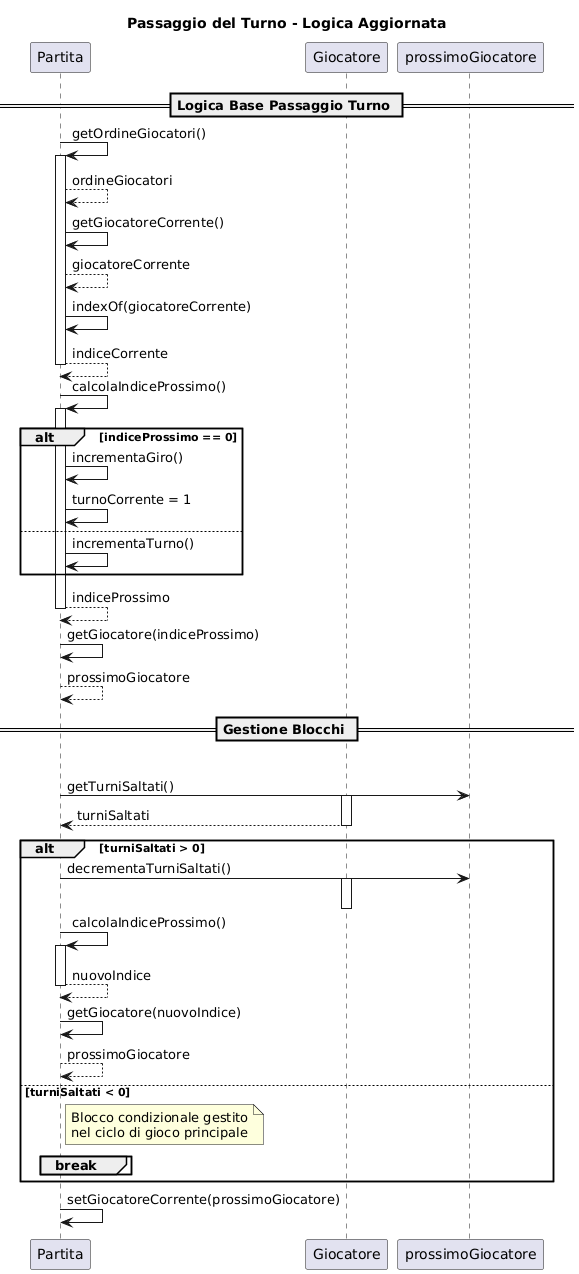 Passaggio del Turno - Logica Aggiornata
Partita
Giocatore
prossimoGiocatore
Logica Base Passaggio Turno
getOrdineGiocatori()
ordineGiocatori
getGiocatoreCorrente()
giocatoreCorrente
indexOf(giocatoreCorrente)
indiceCorrente
calcolaIndiceProssimo()
alt [indiceProssimo == 0]
incrementaGiro()
turnoCorrente = 1
incrementaTurno()
indiceProssimo
getGiocatore(indiceProssimo)
prossimoGiocatore
Gestione Blocchi
getTurniSaltati()
turniSaltati
alt [turniSaltati > 0]
decrementaTurniSaltati()
calcolaIndiceProssimo()
nuovoIndice
getGiocatore(nuovoIndice)
prossimoGiocatore
[turniSaltati < 0]
Blocco condizionale gestito
nel ciclo di gioco principale
break
setGiocatoreCorrente(prossimoGiocatore)
Partita
Giocatore
prossimoGiocatore